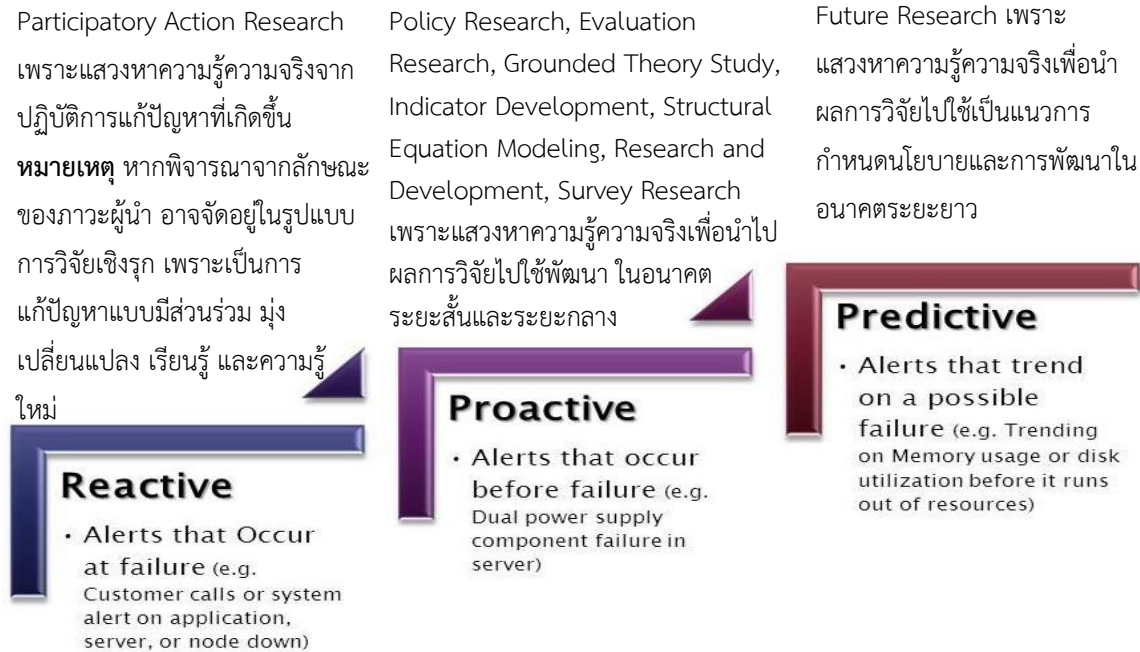 Participatory Action Research
เพราะแสวงหาความรู้ความจริงจาก
ปฏิบัติการแก้ปัญหาที่เกิดขึ้น
หมายเหตุ หากพิจารณาจากลักษณะ
ของภาวะผู้นำ อาจจัดอยู่ในรูปแบบ
การวิจัยเชิงรุก เพราะเป็นการ
แก้ปัญหาแบบมีส่วนร่วม มุ่ง
เปลี่ยนแปลง เรียนรู้ และความรู้
ใหม่
Reactive
• Alerts that Occur
at failure (e.g.
Customer calls or system
alert on application,
server, or node down)
Policy Research, Evaluation
Research, Grounded Theory Study,
Indicator Development, Structural
Equation Modeling, Research and
Development, Survey Research
เพราะแสวงหาความรู้ความจริงเพื่อนำไป
ผลการวิจัยไปใช้พัฒนา ในอนาคต
ระยะสั้นและระยะกลาง
Proactive
• Alerts that occur
before failure (e.g.
Dual power supply
component failure in
server)
Future Research เพราะ
แสวงหาความรู้ความจริงเพื่อนำ
ผลการวิจัยไปใช้เป็นแนวการ
กำหนดนโยบายและการพัฒนาใน
อนาคตระยะยาว
Predictive
• Alerts that trend
on a possible
failure (e.g. Trending
on Memory usage or disk
utilization before it runs
out of resources)